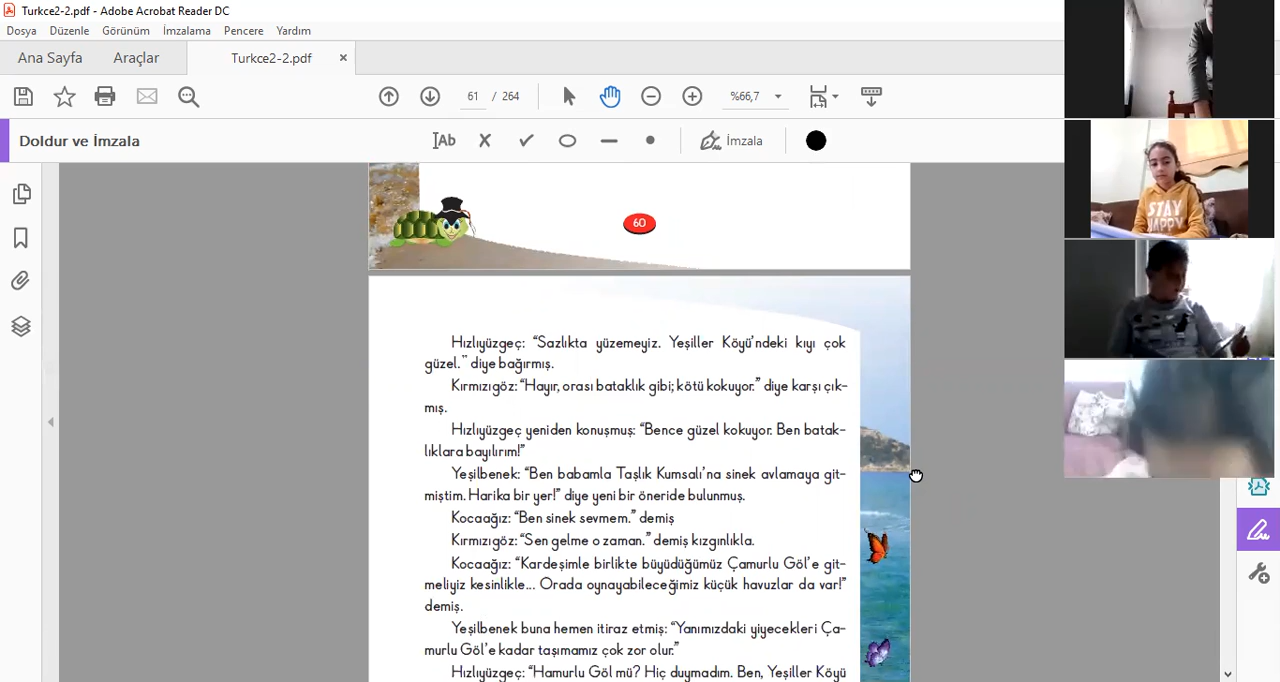 Turkce2-2.pdf - Adobe Acrobat Reader DC
Dosya Düzenle Görünüm İmzalama Pencere Yardım
Ana Sayfa Araçlar Turkce2-2.pdf ×
61 / 264 %66,7
Doldur ve İmzala
IAb İmzala
STAY
HAPPY
60
Hızlıyüzgeç: “Sazlıkta yüzemeyiz. Yeşiller Köyü’ndeki kıyı çok
güzel.” diye bağırmış.
Kırmızıgöz: “Hayır, orası bataklık gibi; kötü kokuyor.” diye karşı çık-
mış.
Hızlıyüzgeç yeniden konuşmuş: “Bence güzel kokuyor. Ben batak-
lıklara bayılırım!”
Yeşilbenek: “Ben babamla Taşlık Kumsalı’na sinek avlamaya git-
miştim. Harika bir yer!” diye yeni bir öneride bulunmuş.
Kocaağız: “Ben sinek sevmem.” demiş
Kırmızıgöz: “Sen gelme o zaman.” demiş kızgınlıkla.
Kocaağız: “Kardeşimle birlikte büyüdüğümüz Çamurlu Göl’e git-
meliyiz kesinlikle... Orada oynayabileceğimiz küçük havuzlar da var!”
demiş.
Yeşilbenek buna hemen itiraz etmiş: “Yanımızdaki yiyecekleri Ça-
murlu Göl’e kadar taşımamız çok zor olur.”
Hızlıyüzgeç: “Hamurlu Göl mü? Hiç duymadım. Ben, Yeşiller Köyü